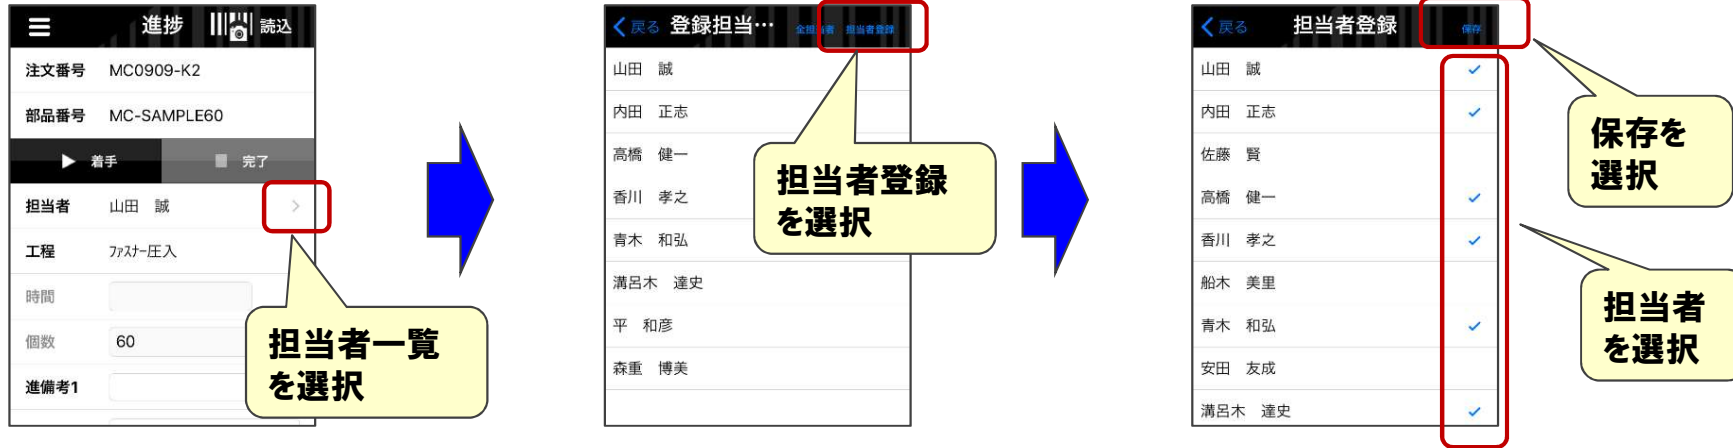 進捗 読込
注文番号 MC0909-K2
部品番号 MC-SAMPLE60
着手 完了
担当者 山田 誠
工程 ﾌｧｽﾅｰ圧入
時間
個数 60
進備考1
担当者一覧
を選択
戻る 登録担当… 全担当者 担当者登録
山田 誠
内田 正志
高橋 健一
香川 孝之
青木 和弘
溝呂木 達史
平 和彦
森重 博美
担当者登録
を選択
戻る 担当者登録 保存
山田 誠
内田 正志
佐藤 賢
高橋 健一
香川 孝之
船木 美里
青木 和弘
安田 友成
溝呂木 達史
保存を
選択
担当者
を選択